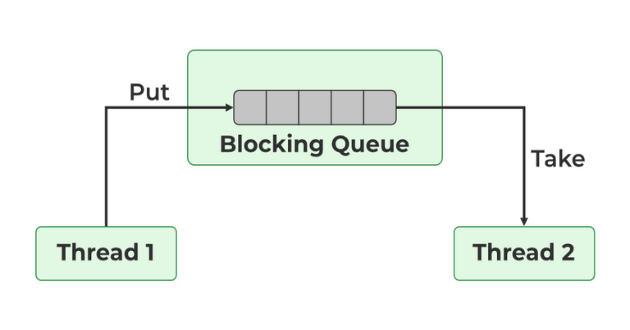 Put
Blocking Queue
Take
Thread 1
Thread 2